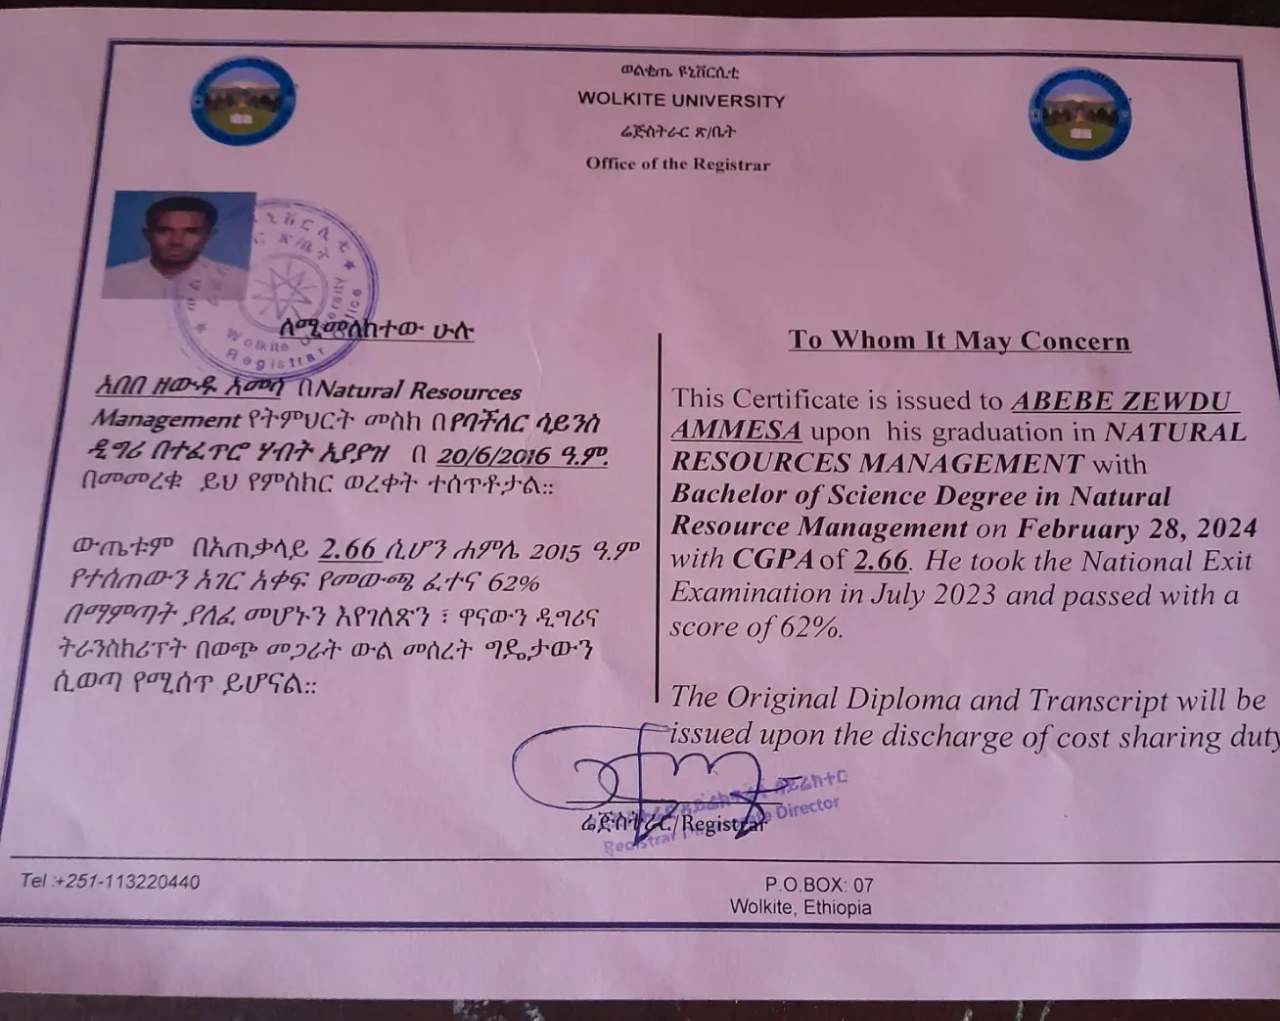 ወልቂጤ ዩኒቨርሲቲ
WOLKITE UNIVERSITY
ሬጅስትራር ጽ/ቤት
Office of the Registrar
ለሚመለከተው ሁሉ
አበበ ዘውዱ አመሳ በNatural Resources
Management የትምህርት መስክ በየባችለር ሳይንስ
ዲግሪ በተፈጥሮ ሃብት አያያዝ በ 20/6/2016 ዓ.ም.
በመመረቁ ይህ የምስክር ወረቀት ተሰጥቶታል።
ውጤቱም በአጠቃላይ 2.66 ሲሆን ሐምሌ 2015 ዓ.ም
የተሰጠውን አገር አቀፍ የመውጫ ፈተና 62%
በማምጣት ያለፈ መሆኑን እየገለጽን ፣ ዋናውን ዲግሪና
ትራንስክሪፕት በወጭ መጋራት ውል መሰረት ግዴታውን
ሲወጣ የሚሰጥ ይሆናል።
To Whom It May Concern
This Certificate is issued to ABEBE ZEWDU
AMMESA upon his graduation in NATURAL
RESOURCES MANAGEMENT with
Bachelor of Science Degree in Natural
Resource Management on February 28, 2024
with CGPA of 2.66. He took the National Exit
Examination in July 2023 and passed with a
score of 62%.
The Original Diploma and Transcript will be
issued upon the discharge of cost sharing duty
ሬጅስትራር/Registrar
Registrar Director
Wolkite University
Registrar Office
Tel :+251-113220440
P.O.BOX: 07
Wolkite, Ethiopia